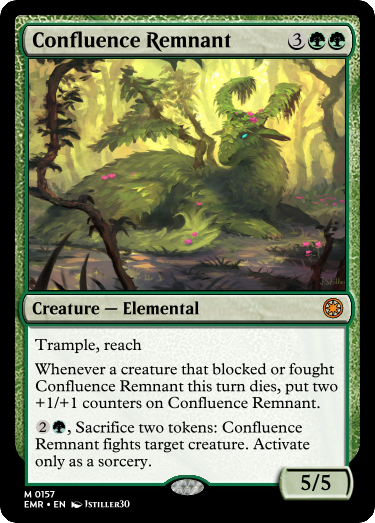 Confluence Remnant 3
Trample, reach
Whenever a creature that blocked or fought
Confluence Remnant this turn dies, put two
+1/+1 counters on Confluence Remnant.
2, Sacrifice two tokens: Confluence
Remnant fights target creature. Activate
only as a sorcery.
Creature — Elemental
5/5
M 0157
EMR • EN JSTILLER30